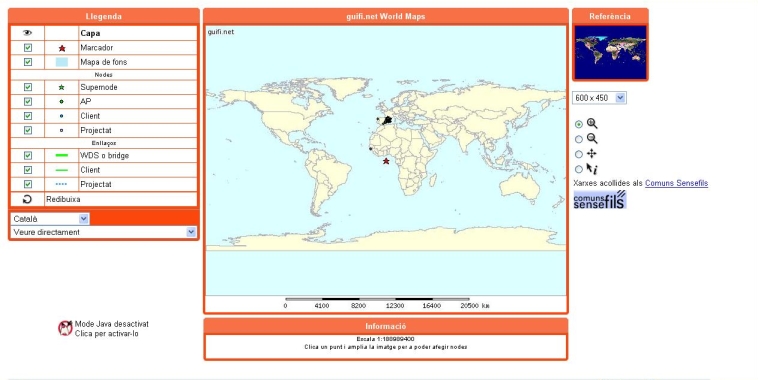 Llegenda
Capa
Marcador
Mapa de fons
Nodes
Supernode
AP
Client
Projectat
Enllaços
WDS o bridge
Client
Projectat
Redibuixa
Català
Veure directament
Mode Java desactivat
Clica per activar-lo
guifi.net World Maps
guifi.net
0 4100 8200 12300 16400 20500 km
Informació
Escala 1:188989400
Clica un punt i amplia la imatge per a poder afegir nodes
Referència
600 x 450
Xarxes acollides als Comuns Sensefils
comuns
sensefils